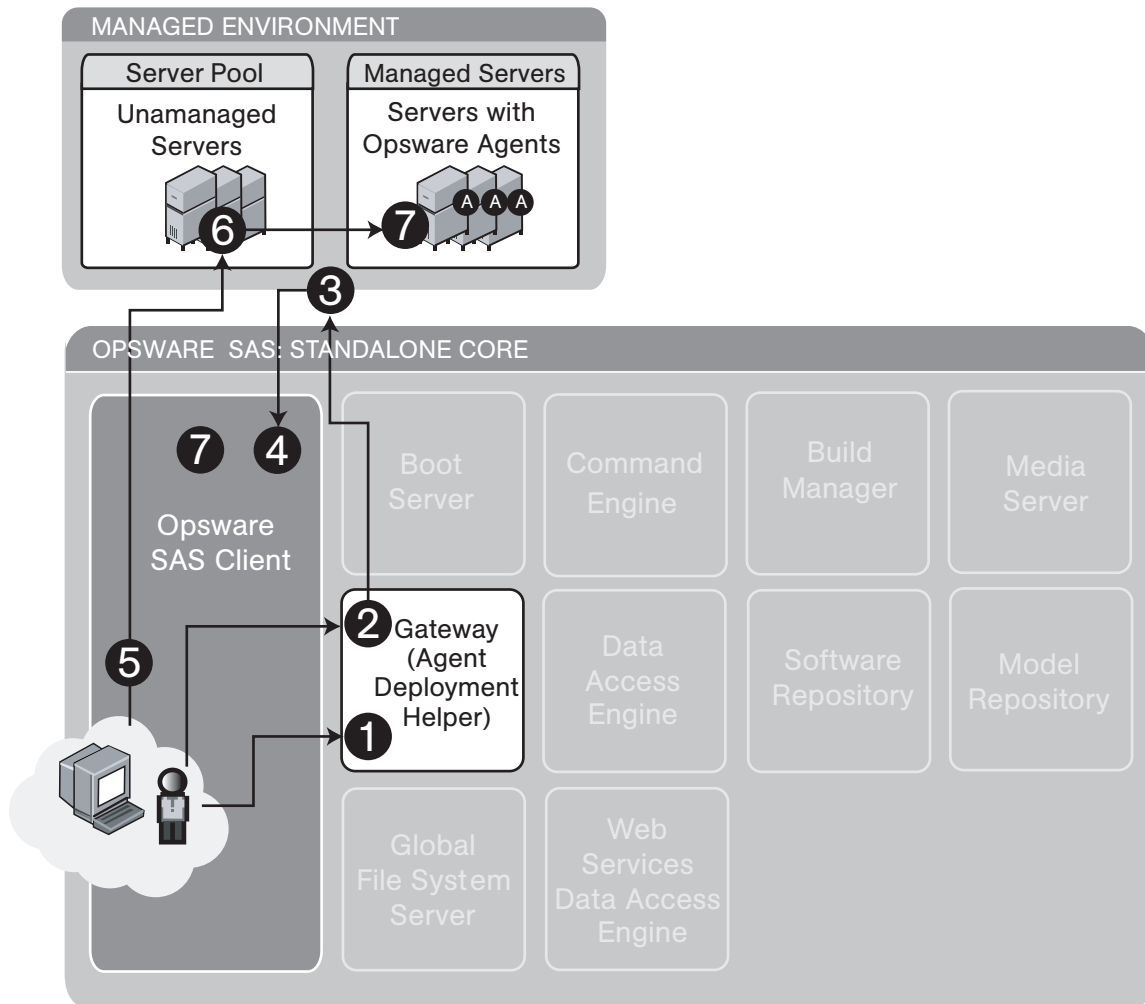 MANAGED ENVIRONMENT
Server Pool
Unamanaged
Servers
6
Managed Servers
Servers with
Opsware Agents
A A A
7
3
OPSWARE SAS: STANDALONE CORE
7 4
Opsware
SAS Client
5
Boot
Server
Command
Engine
Build
Manager
Media
Server
2
Gateway
(Agent
Deployment
Helper)
1
Data
Access
Engine
Software
Repository
Model
Repository
Global
File System
Server
Web
Services
Data Access
Engine